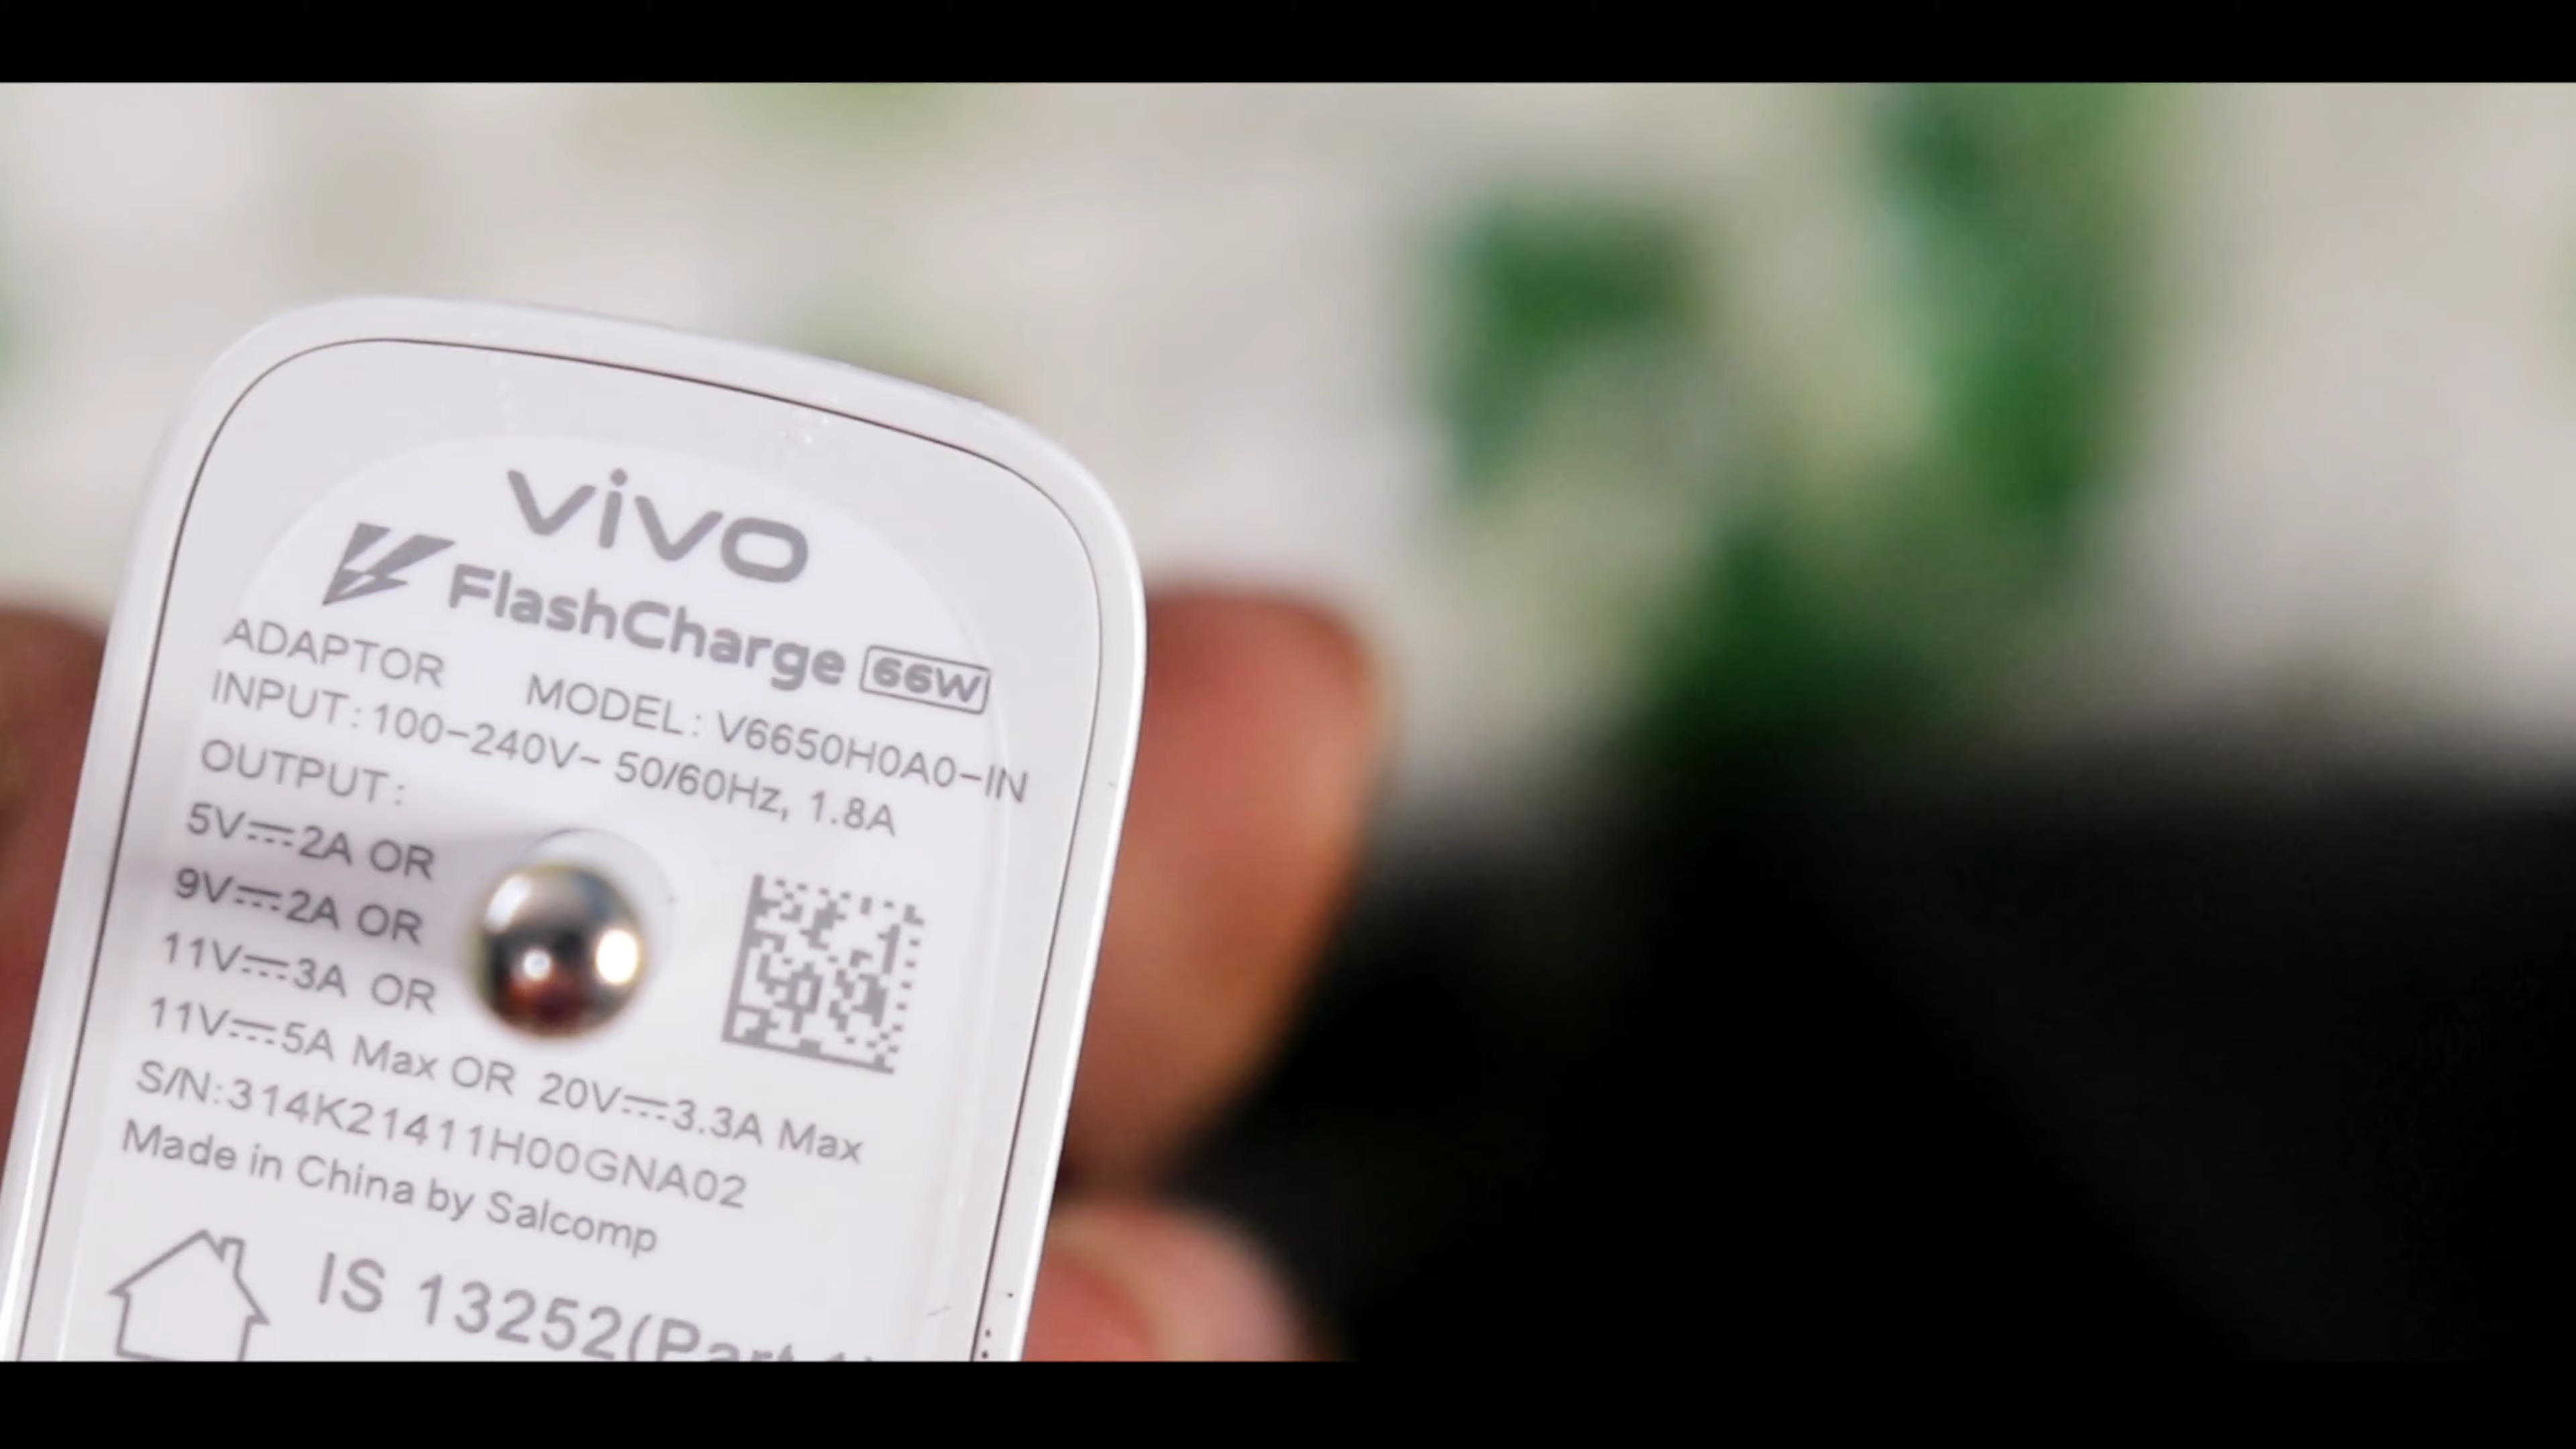 vivo
FlashCharge 66W
ADAPTOR MODEL: V6650H0A0-IN
INPUT: 100-240V~ 50/60Hz, 1.8A
OUTPUT:
5V⎓2A OR
9V⎓2A OR
11V⎓3A OR
11V⎓5A Max OR 20V⎓3.3A Max
S/N:314K21411H00GNA02
Made in China by Salcomp
IS 13252(Part 1)